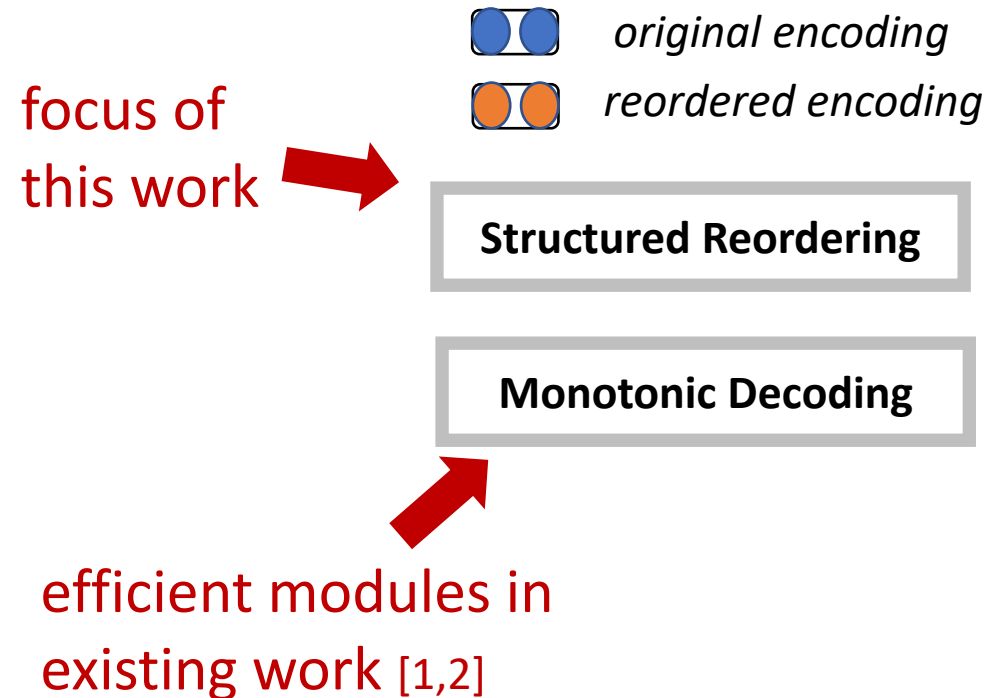 original encoding
reordered encoding
focus of
this work
Structured Reordering
Monotonic Decoding
efficient modules in
existing work [1,2]